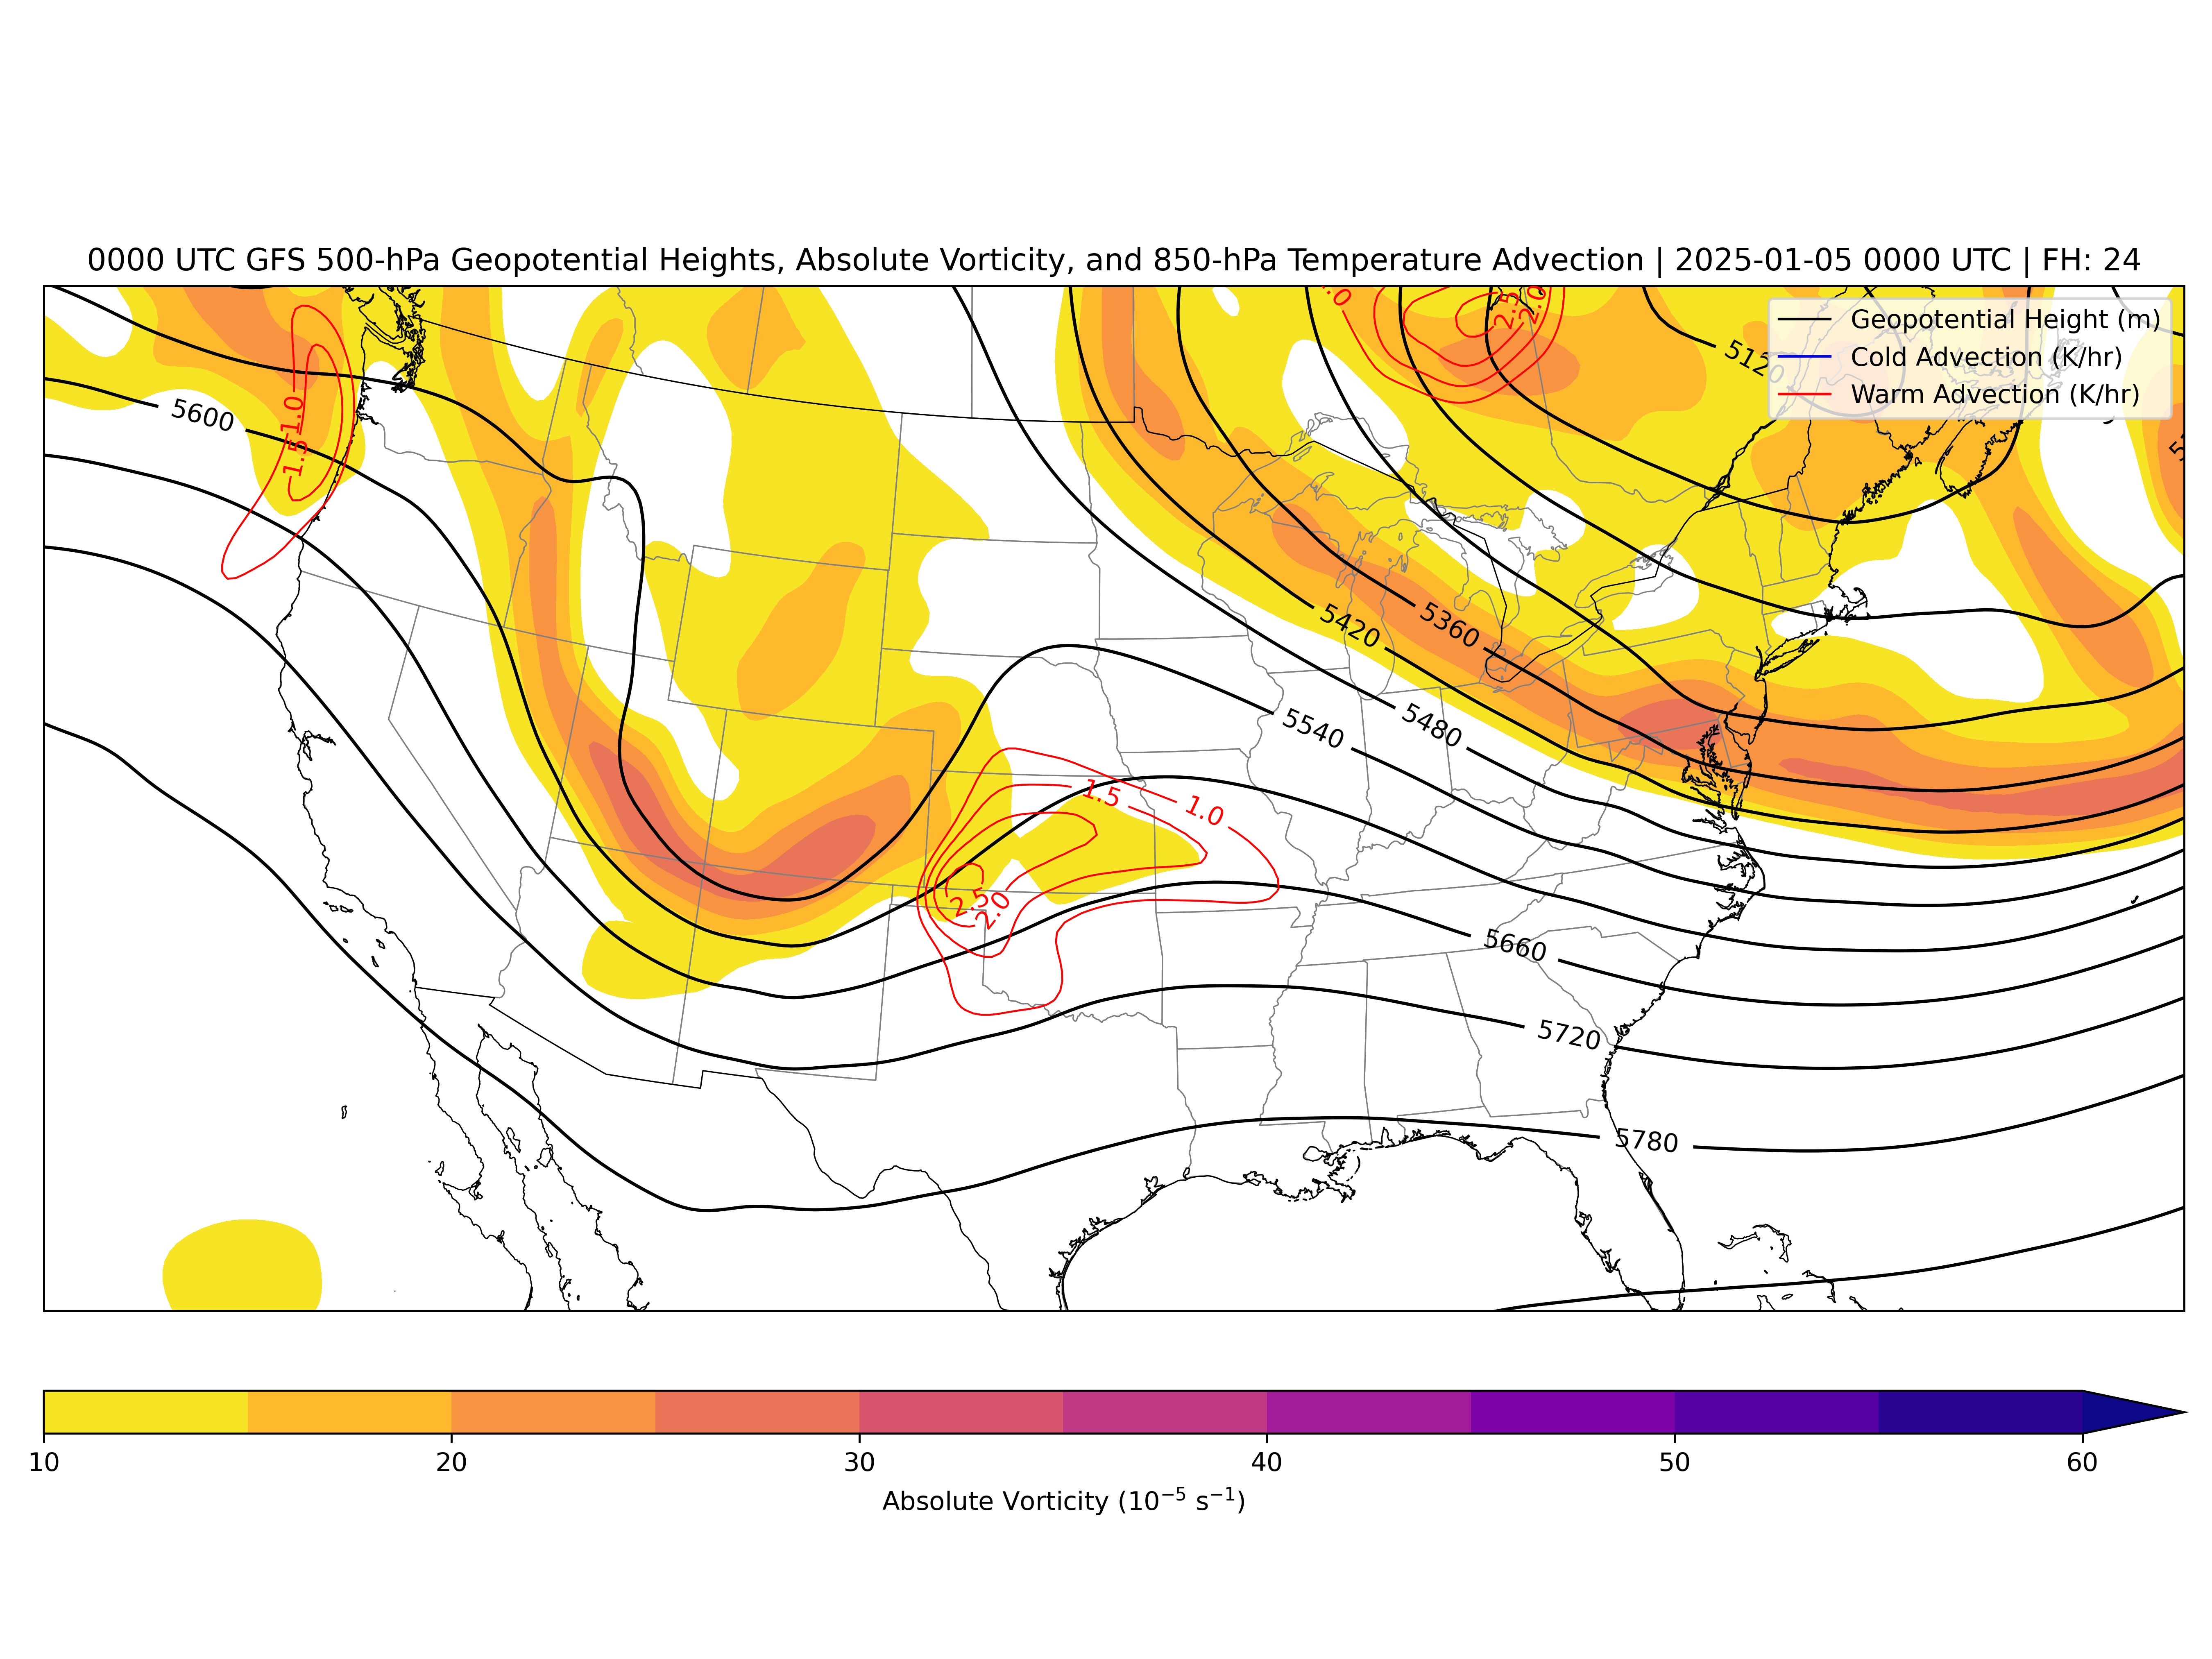 0000 UTC GFS 500-hPa Geopotential Heights, Absolute Vorticity, and 850-hPa Temperature Advection | 2025-01-05 0000 UTC | FH: 24
Geopotential Height (m)
Cold Advection (K/hr)
Warm Advection (K/hr)
2.5
2.0
5120
5600
1.0
1.5
5360
5420
5480
5540
1.5
1.0
2.5
2.0
5660
5720
5780
10 20 30 40 50 60
Absolute Vorticity (10⁻⁵ s⁻¹)